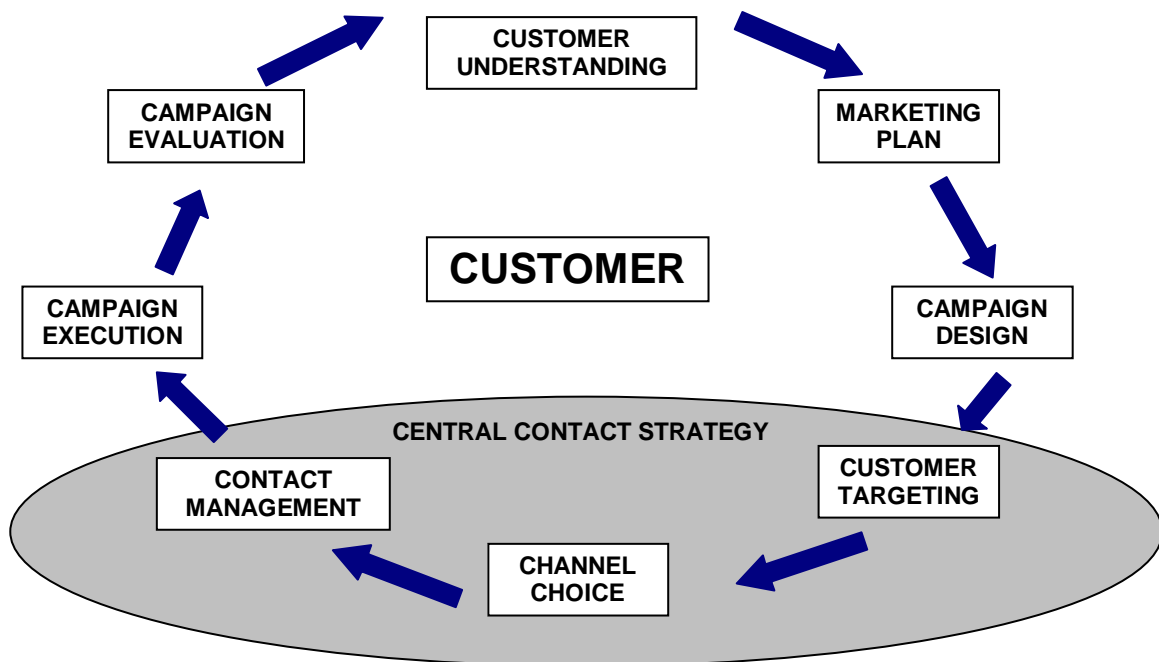 CUSTOMER
UNDERSTANDING
MARKETING
PLAN
CAMPAIGN
DESIGN
CUSTOMER
TARGETING
CHANNEL
CHOICE
CONTACT
MANAGEMENT
CAMPAIGN
EXECUTION
CAMPAIGN
EVALUATION
CUSTOMER
CENTRAL CONTACT STRATEGY